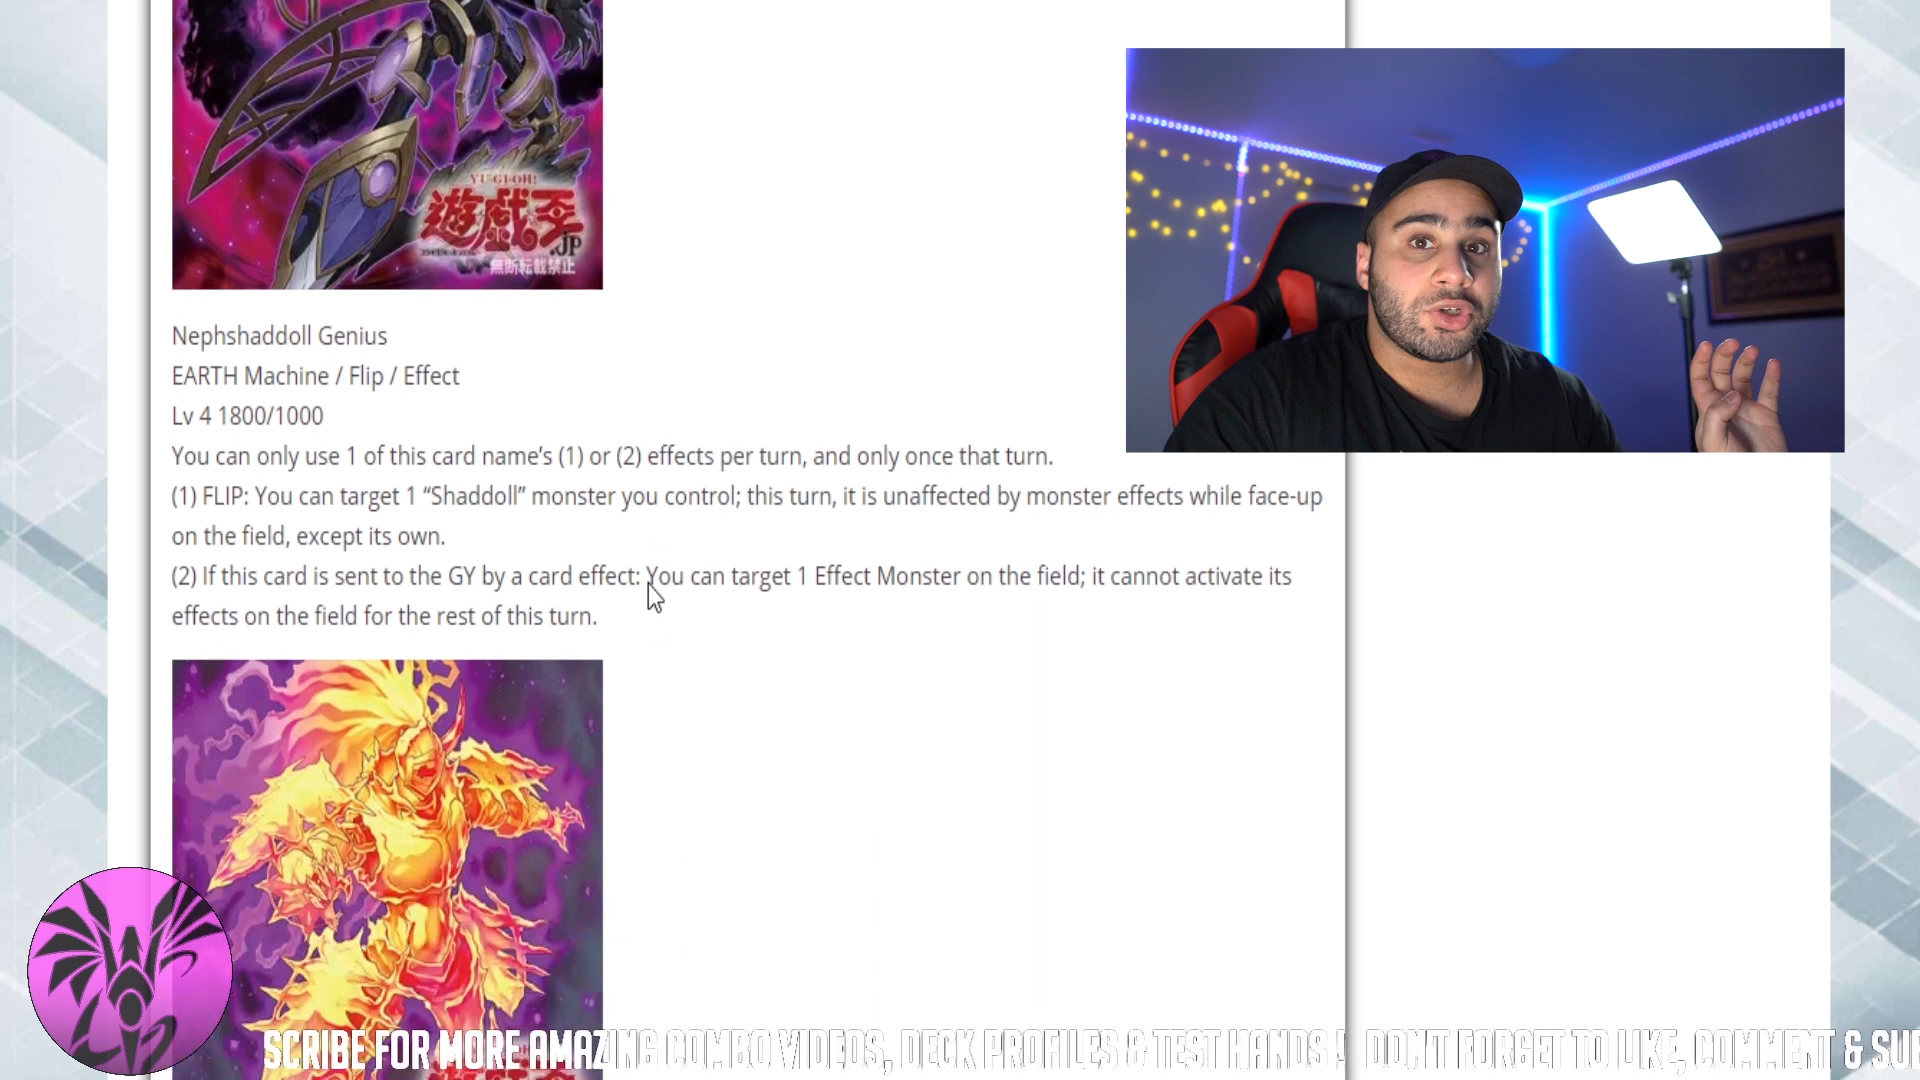 YU-GI-OH!
遊戯王
.jp
無断転載禁止
Nephshaddoll Genius
EARTH Machine / Flip / Effect
Lv 4 1800/1000
You can only use 1 of this card name’s (1) or (2) effects per turn, and only once that turn.
(1) FLIP: You can target 1 “Shaddoll” monster you control; this turn, it is unaffected by monster effects while face-up
on the field, except its own.
(2) If this card is sent to the GY by a card effect: You can target 1 Effect Monster on the field; it cannot activate its
effects on the field for the rest of this turn.
SCRIBE FOR MORE AMAZING COMBO VIDEOS, DECK PROFILES & TEST HANDS ! DON'T FORGET TO LIKE, COMMENT & SUB